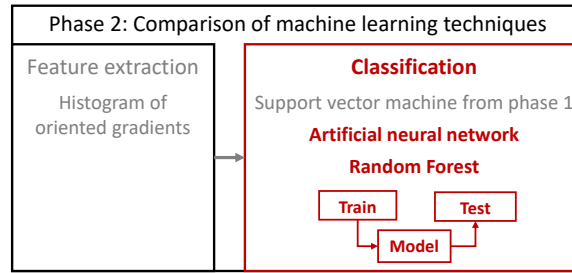 Phase 2: Comparison of machine learning techniques
Feature extraction
Histogram of
oriented gradients
Classification
Support vector machine from phase 1
Artificial neural network
Random Forest
Train
Test
Model